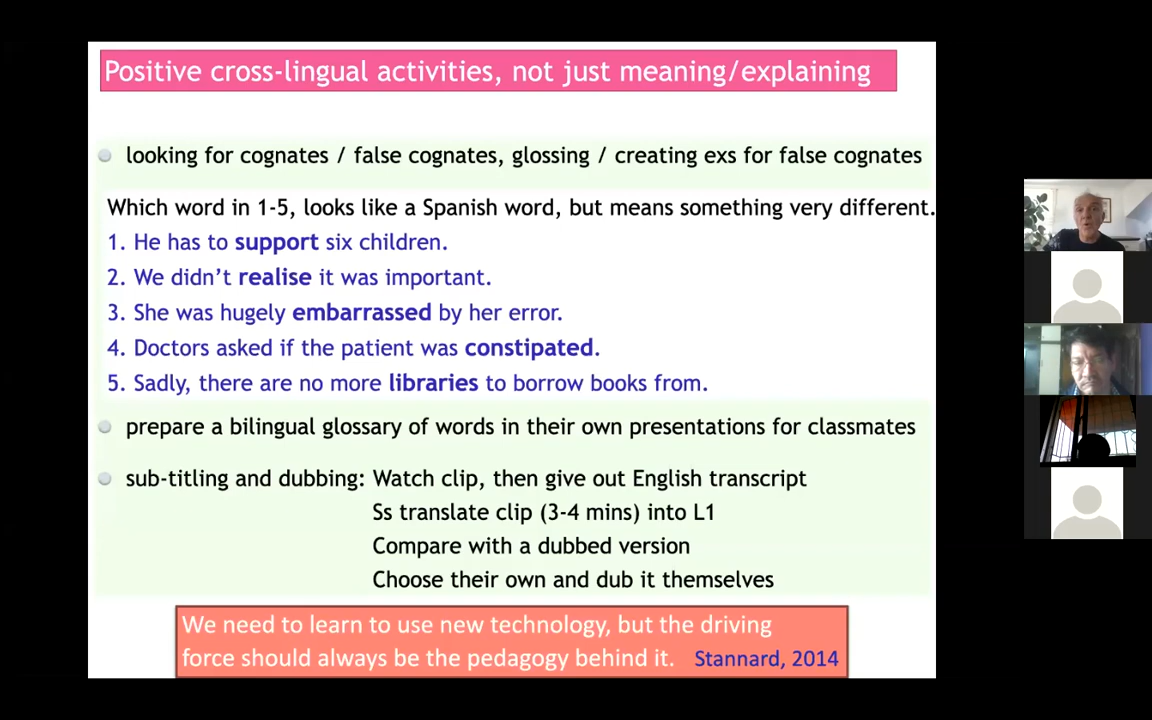 Positive cross-lingual activities, not just meaning/explaining
looking for cognates / false cognates, glossing / creating exs for false cognates
Which word in 1-5, looks like a Spanish word, but means something very different.
1. He has to support six children.
2. We didn't realise it was important.
3. She was hugely embarrassed by her error.
4. Doctors asked if the patient was constipated.
5. Sadly, there are no more libraries to borrow books from.
prepare a bilingual glossary of words in their own presentations for classmates
sub-titling and dubbing: Watch clip, then give out English transcript
Ss translate clip (3-4 mins) into L1
Compare with a dubbed version
Choose their own and dub it themselves
We need to learn to use new technology, but the driving
force should always be the pedagogy behind it. Stannard, 2014